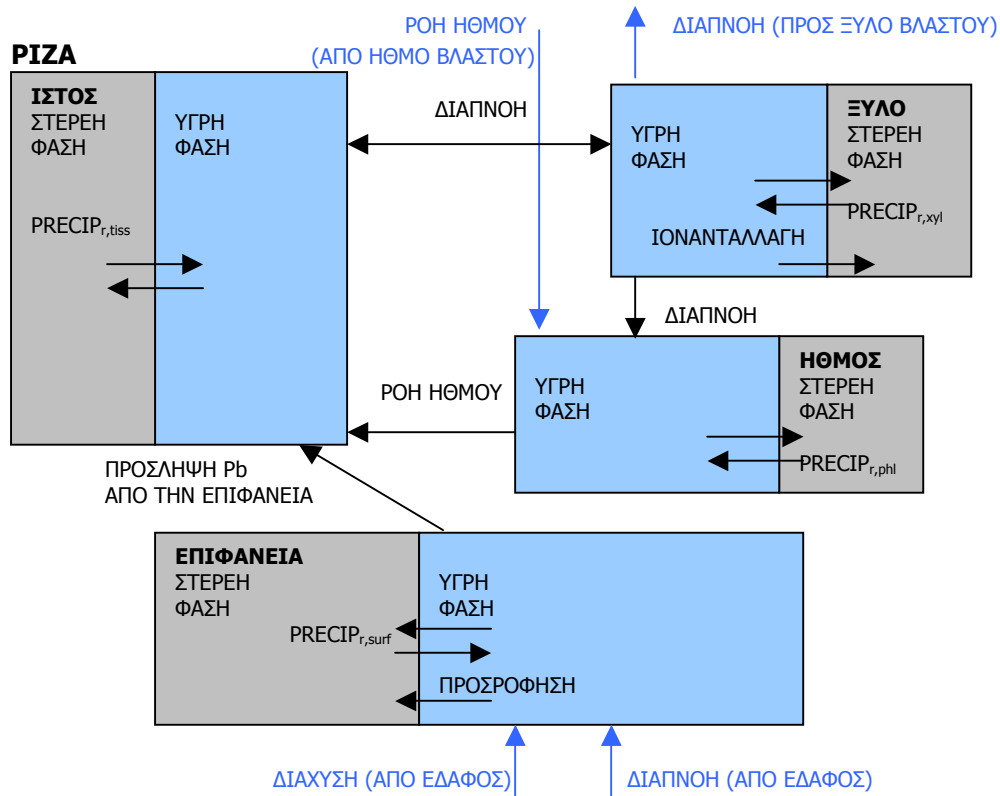 ΡΟΗ ΗΘΜΟΥ
(ΑΠΟ ΗΘΜΟ ΒΛΑΣΤΟΥ)
ΔΙΑΠΝΟΗ (ΠΡΟΣ ΞΥΛΟ ΒΛΑΣΤΟΥ)
ΡΙΖΑ
ΙΣΤΟΣ
ΣΤΕΡΕΗ
ΦΑΣΗ
ΥΓΡΗ
ΦΑΣΗ
PRECIPr,tiss
ΔΙΑΠΝΟΗ
ΥΓΡΗ
ΦΑΣΗ
ΞΥΛΟ
ΣΤΕΡΕΗ
ΦΑΣΗ
PRECIPr,xyl
ΙΟΝΑΝΤΑΛΛΑΓΗ
ΔΙΑΠΝΟΗ
ΡΟΗ ΗΘΜΟΥ
ΥΓΡΗ
ΦΑΣΗ
ΗΘΜΟΣ
ΣΤΕΡΕΗ
ΦΑΣΗ
PRECIPr,phl
ΠΡΟΣΛΗΨΗ Pb
ΑΠΟ ΤΗΝ ΕΠΙΦΑΝΕΙΑ
ΕΠΙΦΑΝΕΙΑ
ΣΤΕΡΕΗ
ΦΑΣΗ
ΥΓΡΗ
ΦΑΣΗ
PRECIPr,surf
ΠΡΟΣΡΟΦΗΣΗ
ΔΙΑΧΥΣΗ (ΑΠΟ ΕΔΑΦΟΣ)
ΔΙΑΠΝΟΗ (ΑΠΟ ΕΔΑΦΟΣ)